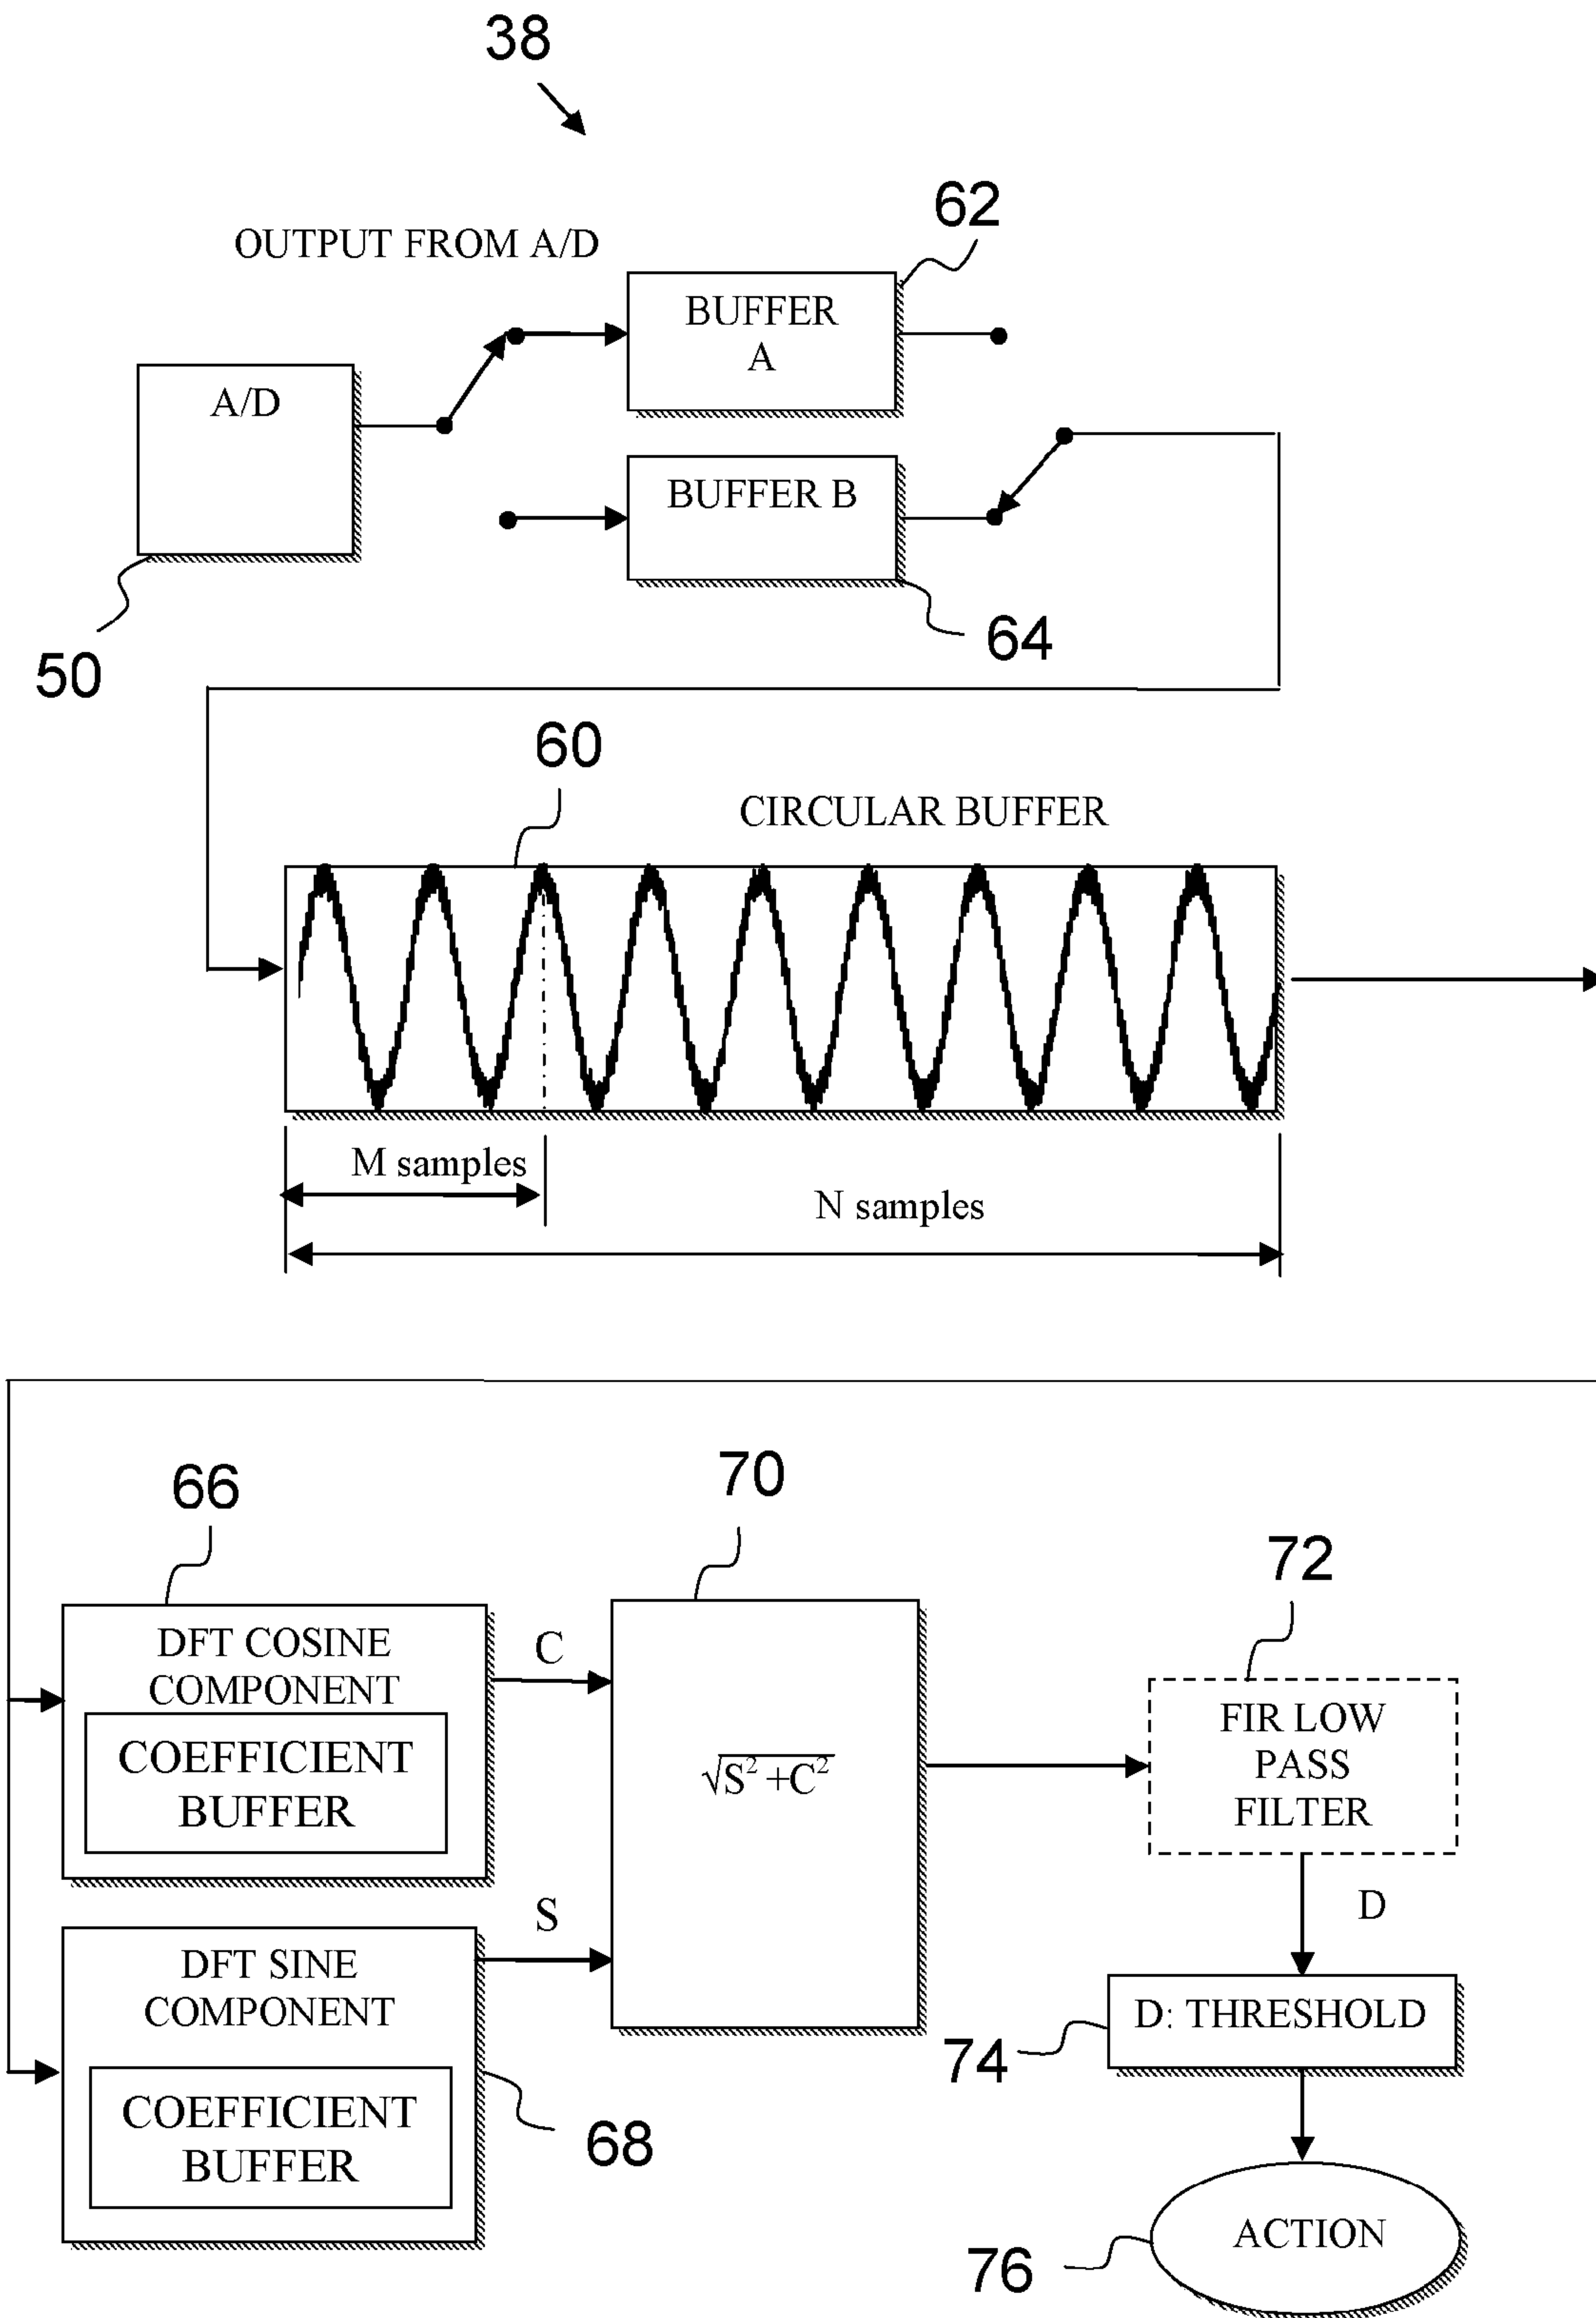 38
62
OUTPUT FROM A/D
BUFFER
A
A/D
BUFFER B
64
50
60
CIRCULAR BUFFER
M samples
N samples
66
70
72
DFT COSINE
COMPONENT
COEFFICIENT
BUFFER
C
√S² +C²
FIR LOW
PASS
FILTER
S
D
DFT SINE
COMPONENT
COEFFICIENT
BUFFER
68
D: THRESHOLD
74
ACTION
76